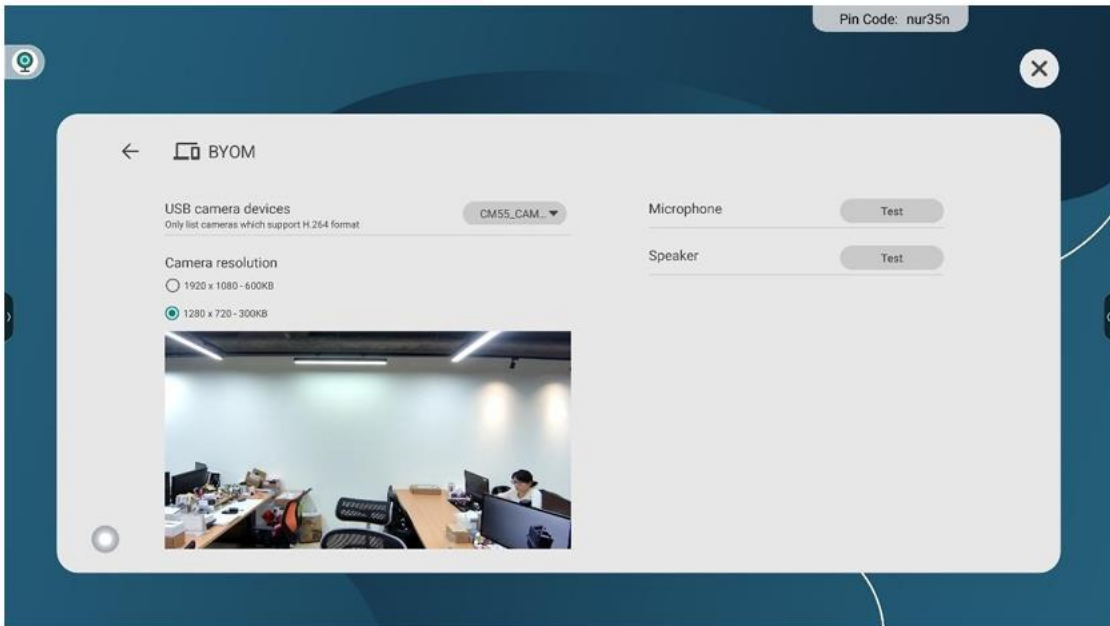 Pin Code: nur35n
BYOM
USB camera devices
Only list cameras which support H.264 format
CM55_CAM...
Camera resolution
1920 x 1080 - 600KB
1280 x 720 - 300KB
Microphone
Test
Speaker
Test